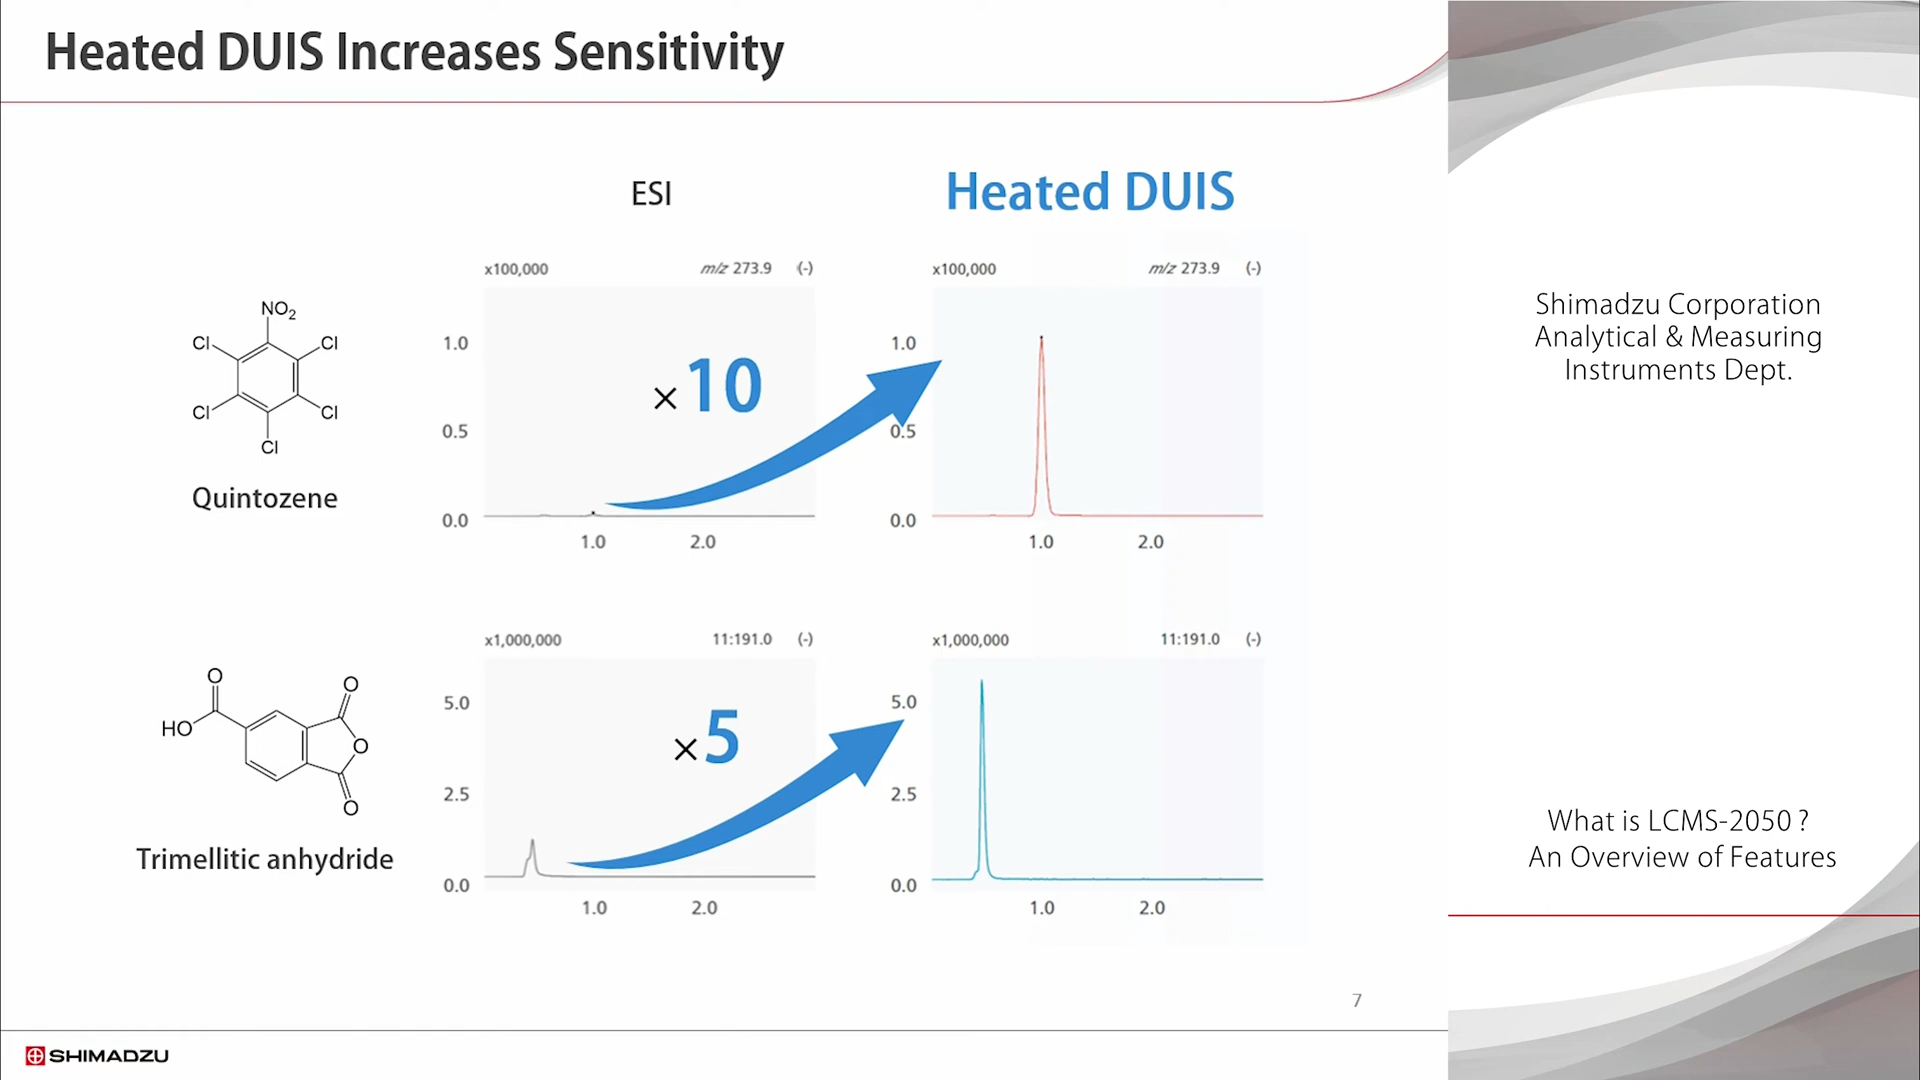 Heated DUIS Increases Sensitivity
ESI
Heated DUIS
x100,000 m/z 273.9 (-)
x100,000 m/z 273.9 (-)
NO2
Cl
Cl
Cl
Cl
Cl
Quintozene
1.0
0.5
0.0
1.0 2.0
×10
1.0
0.5
0.0
1.0 2.0
x1,000,000 11:191.0 (-)
x1,000,000 11:191.0 (-)
O
HO
O
O
O
Trimellitic anhydride
5.0
2.5
0.0
1.0 2.0
×5
5.0
2.5
0.0
1.0 2.0
7
SHIMADZU
Shimadzu Corporation
Analytical & Measuring
Instruments Dept.
What is LCMS-2050 ?
An Overview of Features